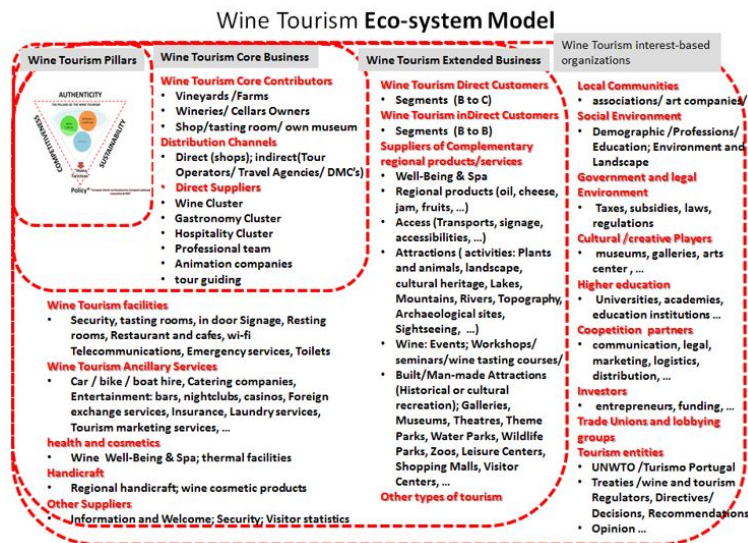 Wine Tourism Eco-system Model
Wine Tourism Pillars
AUTHENTICITY
COMPETITIVENESS
SUSTAINABILITY
Policy*
Wine Tourism Core Business
Wine Tourism Core Contributors
• Vineyards /Farms
• Wineries/ Cellars Owners
• Shop/tasting room/ own museum
Distribution Channels
• Direct (shops); indirect(Tour
Operators/ Travel Agencies/ DMC's)
• Direct Suppliers
• Wine Cluster
• Gastronomy Cluster
• Hospitality Cluster
• Professional team
• Animation companies
• tour guiding
Wine Tourism facilities
• Security, tasting rooms, in door Signage, Resting
rooms, Restaurant and cafes, wi-fi
Telecommunications, Emergency services, Toilets
Wine Tourism Ancillary Services
• Car / bike / boat hire, Catering companies,
Entertainment: bars, nightclubs, casinos, Foreign
exchange services, Insurance, Laundry services,
Tourism marketing services, ...
health and cosmetics
• Wine Well-Being & Spa; thermal facilities
Handicraft
• Regional handicraft; wine cosmetic products
Other Suppliers
• Information and Welcome; Security; Visitor statistics
Wine Tourism Extended Business
Wine Tourism Direct Customers
• Segments (B to C)
Wine Tourism inDirect Customers
• Segments (B to B)
Suppliers of Complementary
regional products/services
• Well-Being & Spa
• Regional products (oil, cheese,
jam, fruits, ...)
• Access (Transports, signage,
accessibilities, ...)
• Attractions ( activities: Plants
and animals, landscape,
cultural heritage, Lakes,
Mountains, Rivers, Topography,
Archaeological sites,
Sightseeing, ...)
• Wine: Events; Workshops/
seminars/wine tasting courses/
• Built/Man-made Attractions
(Historical or cultural
recreation); Galleries,
Museums, Theatres, Theme
Parks, Water Parks, Wildlife
Parks, Zoos, Leisure Centers,
Shopping Malls, Visitor
Centers, ...
Other types of tourism
Wine Tourism interest-based
organizations
Local Communities
• associations/ art companies/
Social Environment
• Demographic /Professions/
Education; Environment and
Landscape
Government and legal
Environment
• Taxes, subsidies, laws,
regulations
Cultural /creative Players
• museums, galleries, arts
center , ...
Higher education
• Universities, academies,
education institutions ...
Coopetition partners
• communication, legal,
marketing, logistics,
distribution, ...
Investors
• entrepreneurs, funding, ...
Trade Unions and lobbying
groups
Tourism entities
• UNWTO /Turismo Portugal
• Treaties /wine and tourism
Regulators, Directives/
Decisions, Recommendations
• Opinion ...